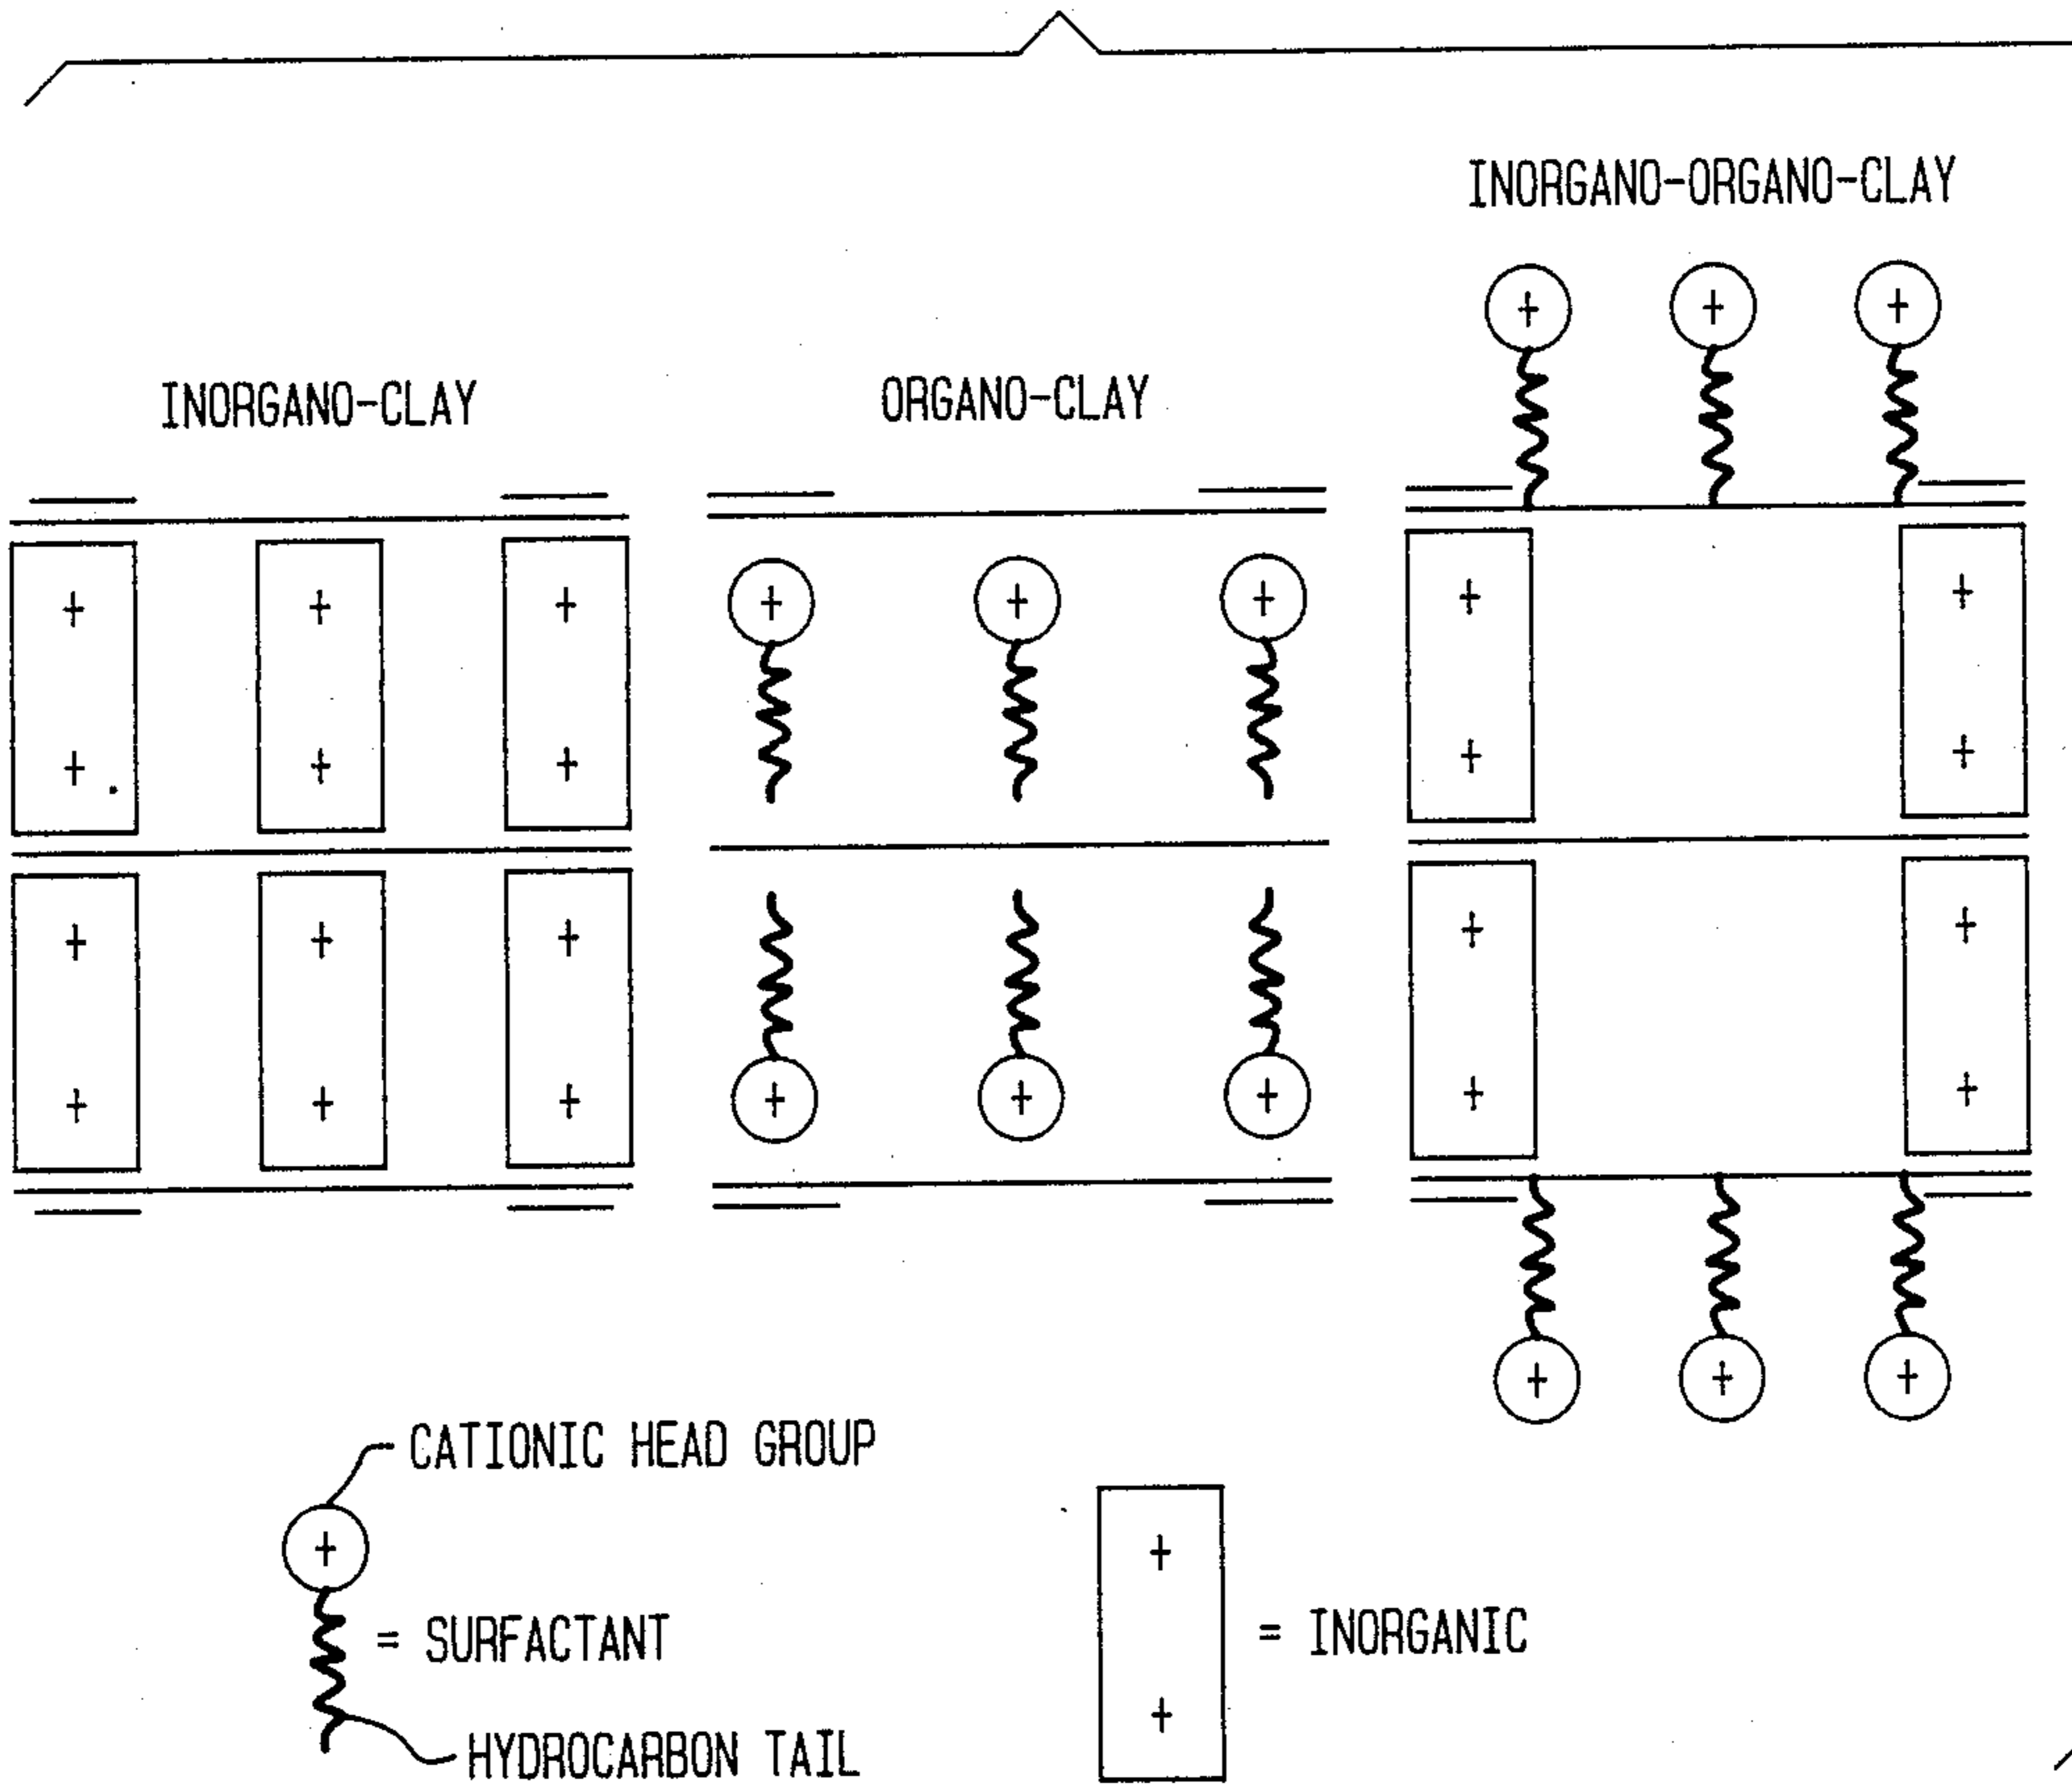 INORGANO-ORGANO-CLAY
INORGANO-CLAY
ORGANO-CLAY
CATIONIC HEAD GROUP
= SURFACTANT
HYDROCARBON TAIL
= INORGANIC